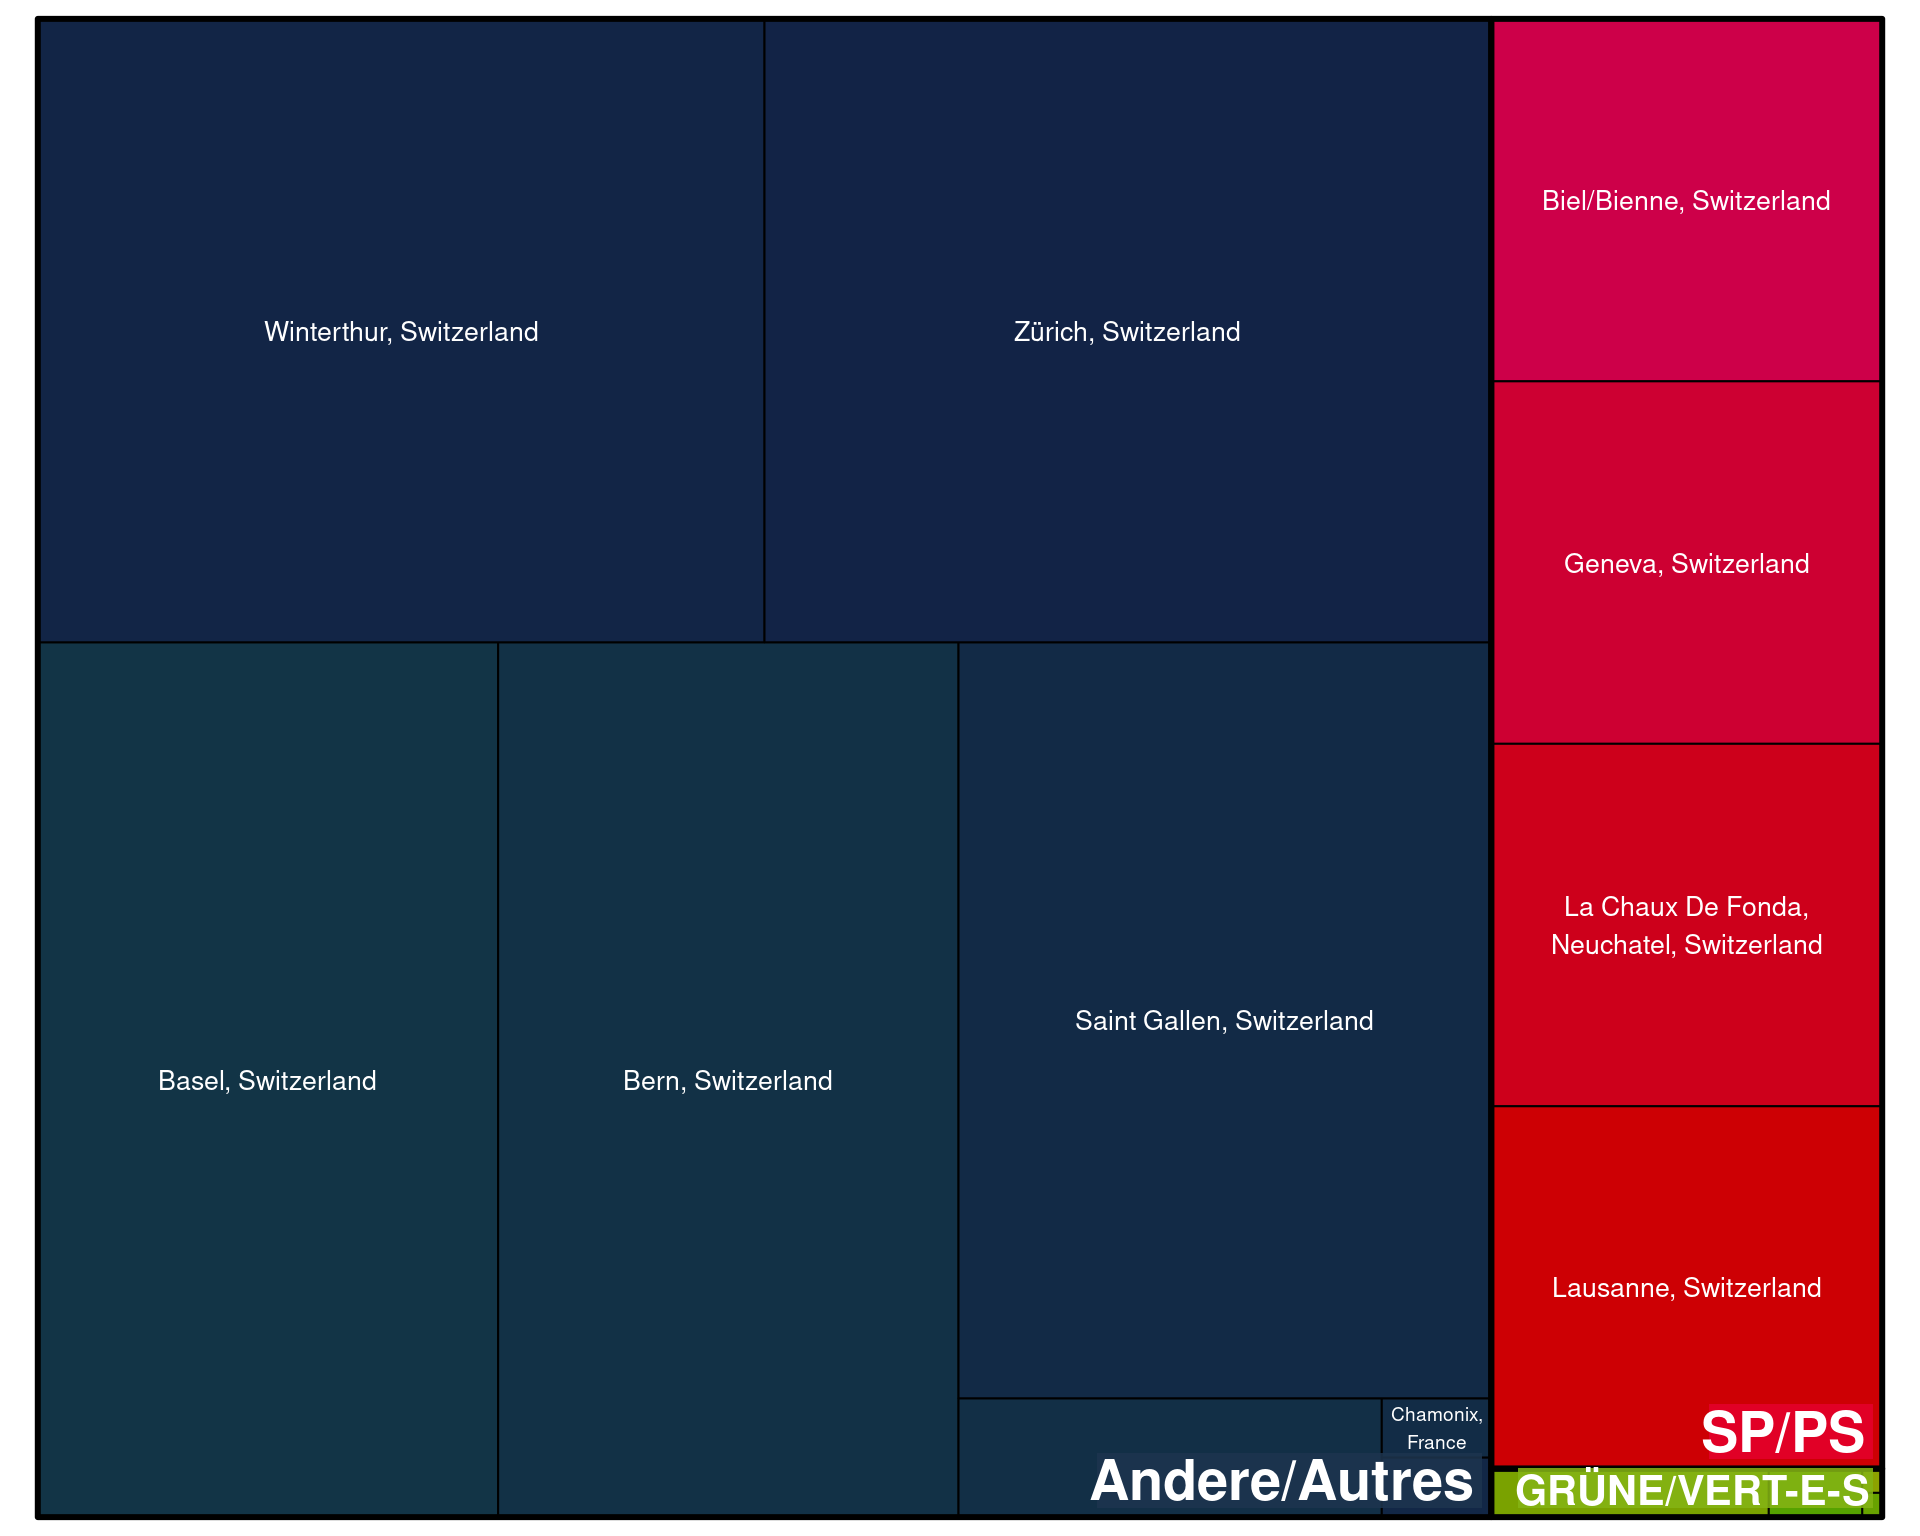 Winterthur, Switzerland
Zürich, Switzerland
Biel/Bienne, Switzerland
Geneva, Switzerland
La Chaux De Fonda,
Neuchatel, Switzerland
Basel, Switzerland
Bern, Switzerland
Saint Gallen, Switzerland
Lausanne, Switzerland
Chamonix,
France
SP/PS
Andere/Autres
GRÜNE/VERT-E-S